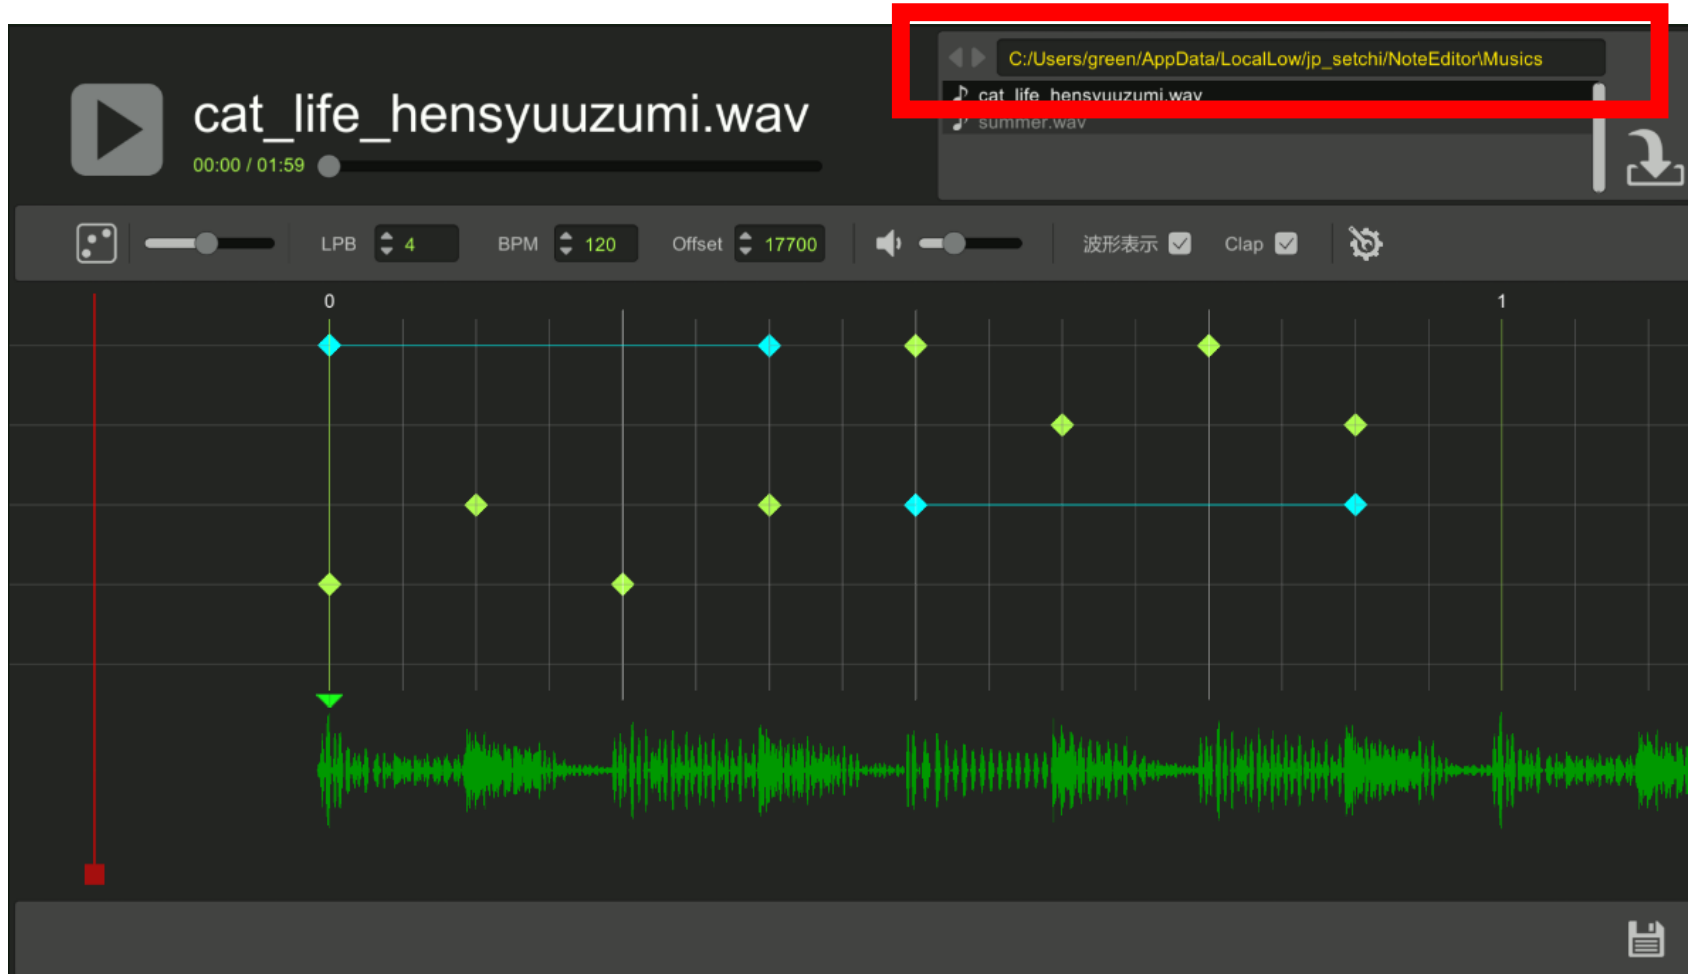 C:/Users/green/AppData/LocalLow/jp_setchi/NoteEditor\Musics
cat_life_hensyuuzumi.wav
summer.wav
cat_life_hensyuuzumi.wav
00:00 / 01:59
LPB 4 BPM 120 Offset 17700 波形表示 Clap
0 1